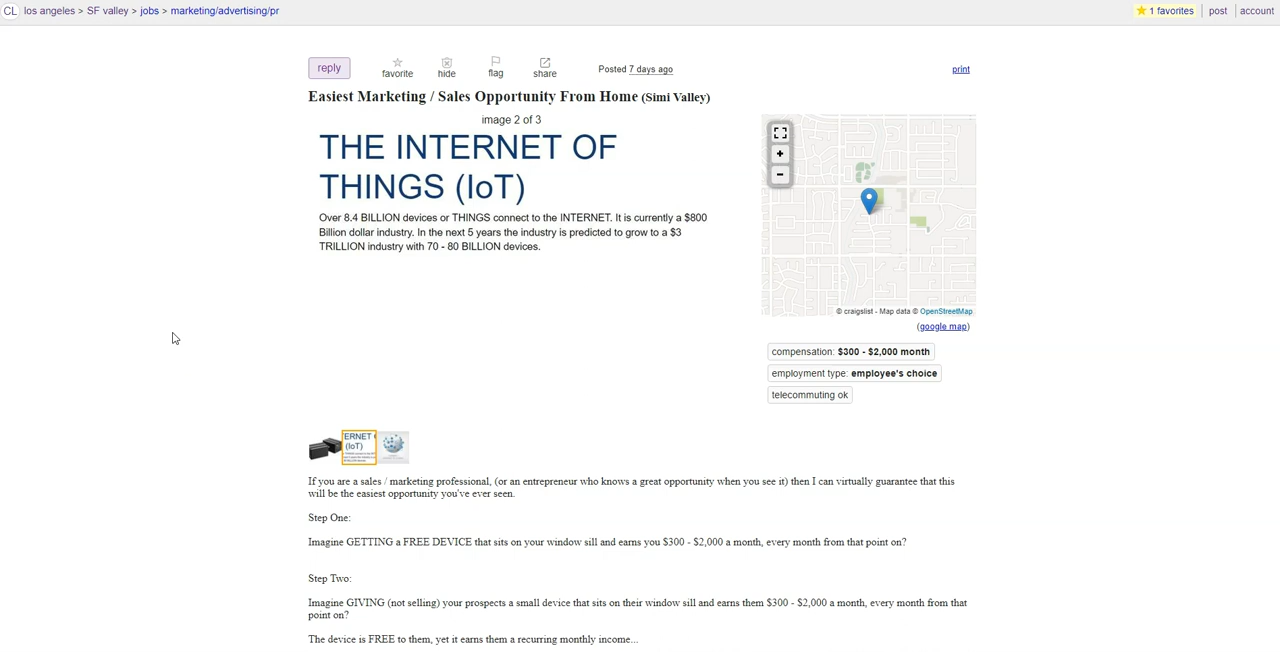 CL los angeles > SF valley > jobs > marketing/advertising/pr
1 favorites post account
reply favorite hide flag share Posted 7 days ago print
Easiest Marketing / Sales Opportunity From Home (Simi Valley)
image 2 of 3
THE INTERNET OF
THINGS (IoT)
Over 8.4 BILLION devices or THINGS connect to the INTERNET. It is currently a $800
Billion dollar industry. In the next 5 years the industry is predicted to grow to a $3
TRILLION industry with 70 - 80 BILLION devices.
+
−
© craigslist - Map data © OpenStreetMap
(google map)
compensation: $300 - $2,000 month
employment type: employee's choice
telecommuting ok
ERNET
(IoT)
If you are a sales / marketing professional, (or an entrepreneur who knows a great opportunity when you see it) then I can virtually guarantee that this
will be the easiest opportunity you've ever seen.
Step One:
Imagine GETTING a FREE DEVICE that sits on your window sill and earns you $300 - $2,000 a month, every month from that point on?
Step Two:
Imagine GIVING (not selling) your prospects a small device that sits on their window sill and earns them $300 - $2,000 a month, every month from that
point on?
The device is FREE to them, yet it earns them a recurring monthly income...